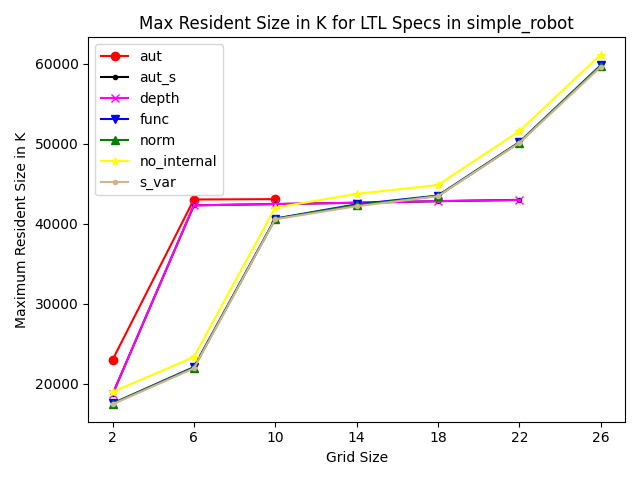 Max Resident Size in K for LTL Specs in simple_robot
aut
aut_s
depth
func
norm
no_internal
s_var
60000
50000
40000
30000
20000
Maximum Resident Size in K
2 6 10 14 18 22 26
Grid Size